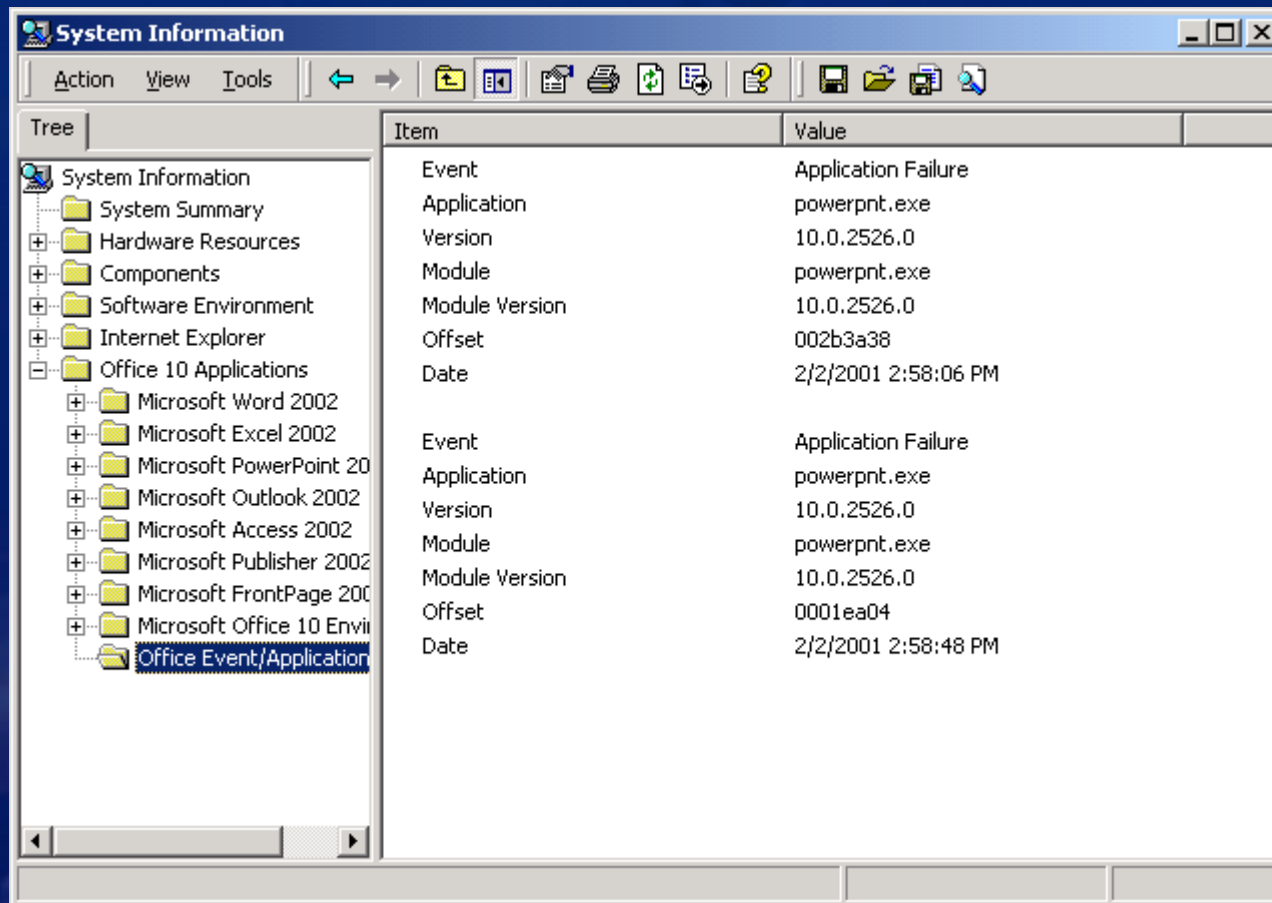 System Information
Action View Tools
Tree
System Information
System Summary
Hardware Resources
Components
Software Environment
Internet Explorer
Office 10 Applications
Microsoft Word 2002
Microsoft Excel 2002
Microsoft PowerPoint 20
Microsoft Outlook 2002
Microsoft Access 2002
Microsoft Publisher 2002
Microsoft FrontPage 200
Microsoft Office 10 Envi
Office Event/Application
Item Value
Event Application Failure
Application powerpnt.exe
Version 10.0.2526.0
Module powerpnt.exe
Module Version 10.0.2526.0
Offset 002b3a38
Date 2/2/2001 2:58:06 PM
Event Application Failure
Application powerpnt.exe
Version 10.0.2526.0
Module powerpnt.exe
Module Version 10.0.2526.0
Offset 0001ea04
Date 2/2/2001 2:58:48 PM